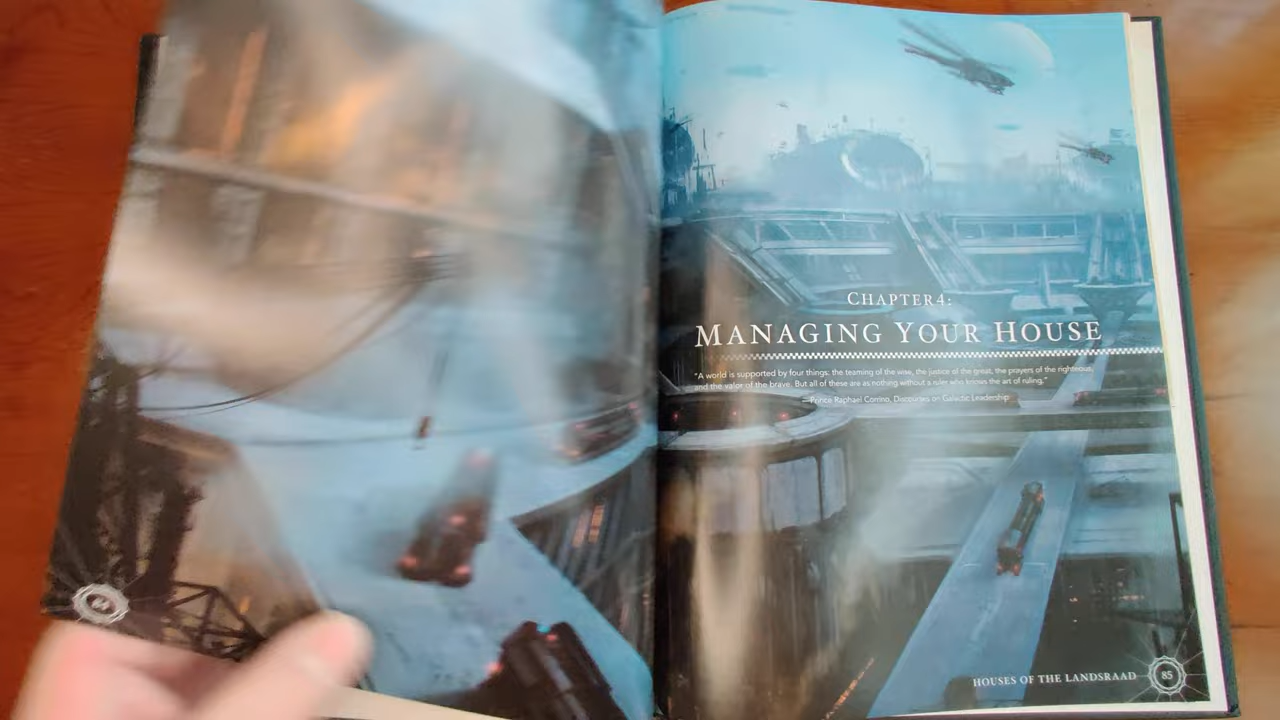 CHAPTER 4:
MANAGING YOUR HOUSE
"A world is supported by four things: the teaming of the wise, the justice of the great, the prayers of the righteous,
and the valor of the brave. But all of these are as nothing without a ruler who knows the art of ruling."
—Prince Raphael Corrino, Discourses on Galactic Leadership
HOUSES OF THE LANDSRAAD
85